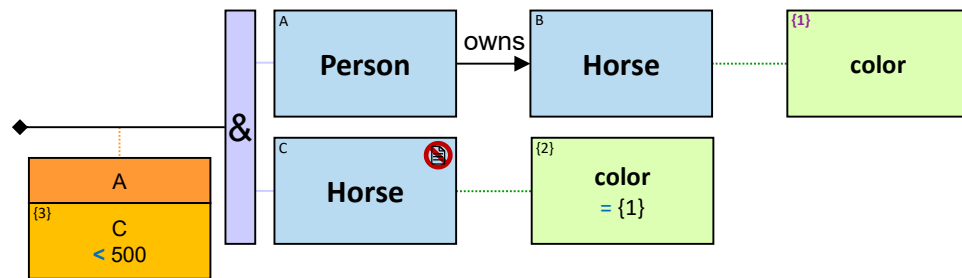 A
Person
owns
B
Horse
{1}
color
&
C
Horse
{2}
color
= {1}
A
{3}
C
< 500